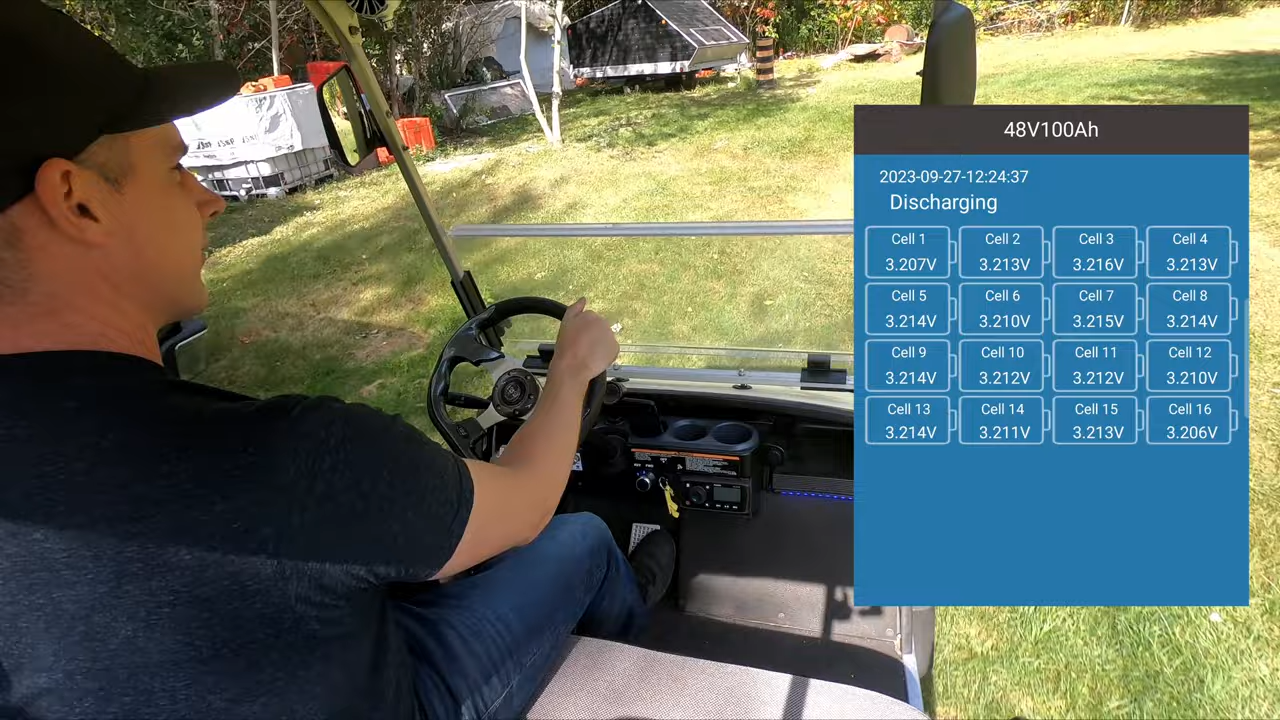 48V100Ah
2023-09-27-12:24:37
Discharging
Cell 1 Cell 2 Cell 3 Cell 4
3.207V 3.213V 3.216V 3.213V
Cell 5 Cell 6 Cell 7 Cell 8
3.214V 3.210V 3.215V 3.214V
Cell 9 Cell 10 Cell 11 Cell 12
3.214V 3.212V 3.212V 3.210V
Cell 13 Cell 14 Cell 15 Cell 16
3.214V 3.211V 3.213V 3.206V